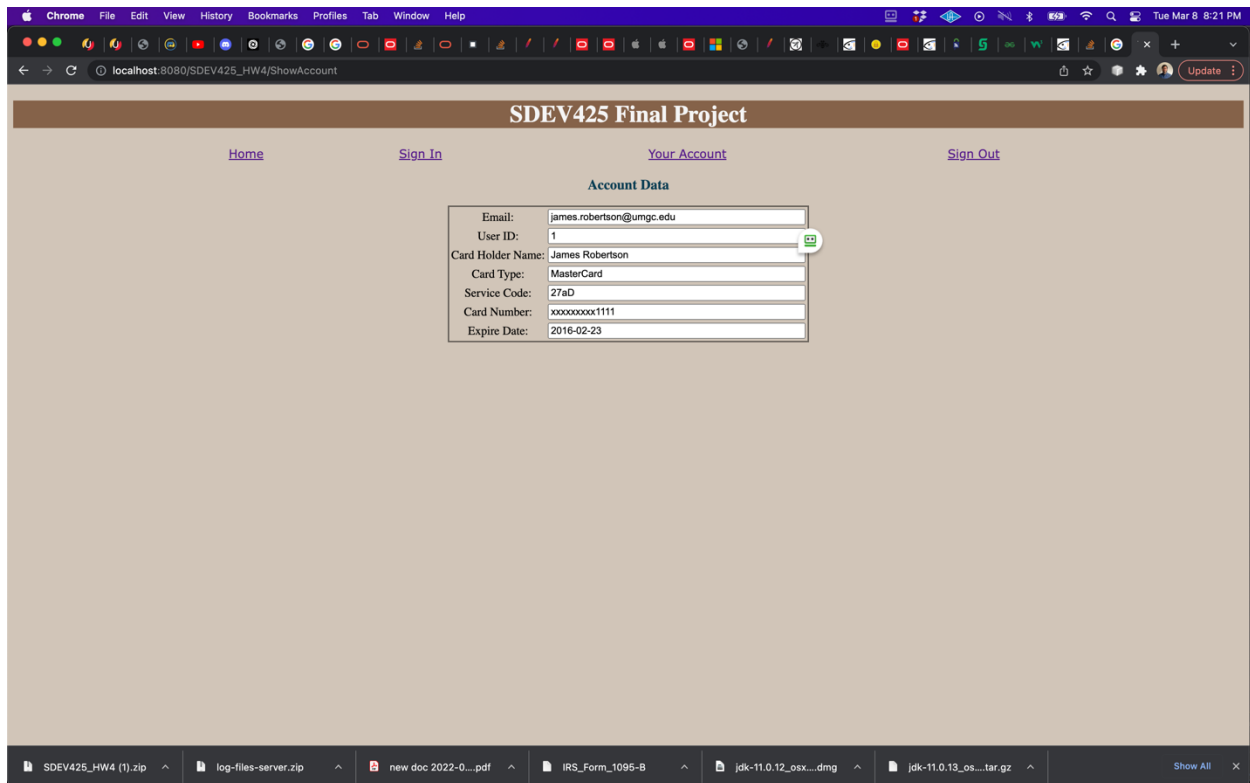 Chrome File Edit View History Bookmarks Profiles Tab Window Help Tue Mar 8 8:21 PM
localhost:8080/SDEV425_HW4/ShowAccount Update
SDEV425 Final Project
Home Sign In Your Account Sign Out
Account Data
Email: james.robertson@umgc.edu
User ID: 1
Card Holder Name: James Robertson
Card Type: MasterCard
Service Code: 27aD
Card Number: xxxxxxxxx1111
Expire Date: 2016-02-23
SDEV425_HW4 (1).zip log-files-server.zip new doc 2022-0....pdf IRS_Form_1095-B jdk-11.0.12_osx....dmg jdk-11.0.13_os....tar.gz Show All